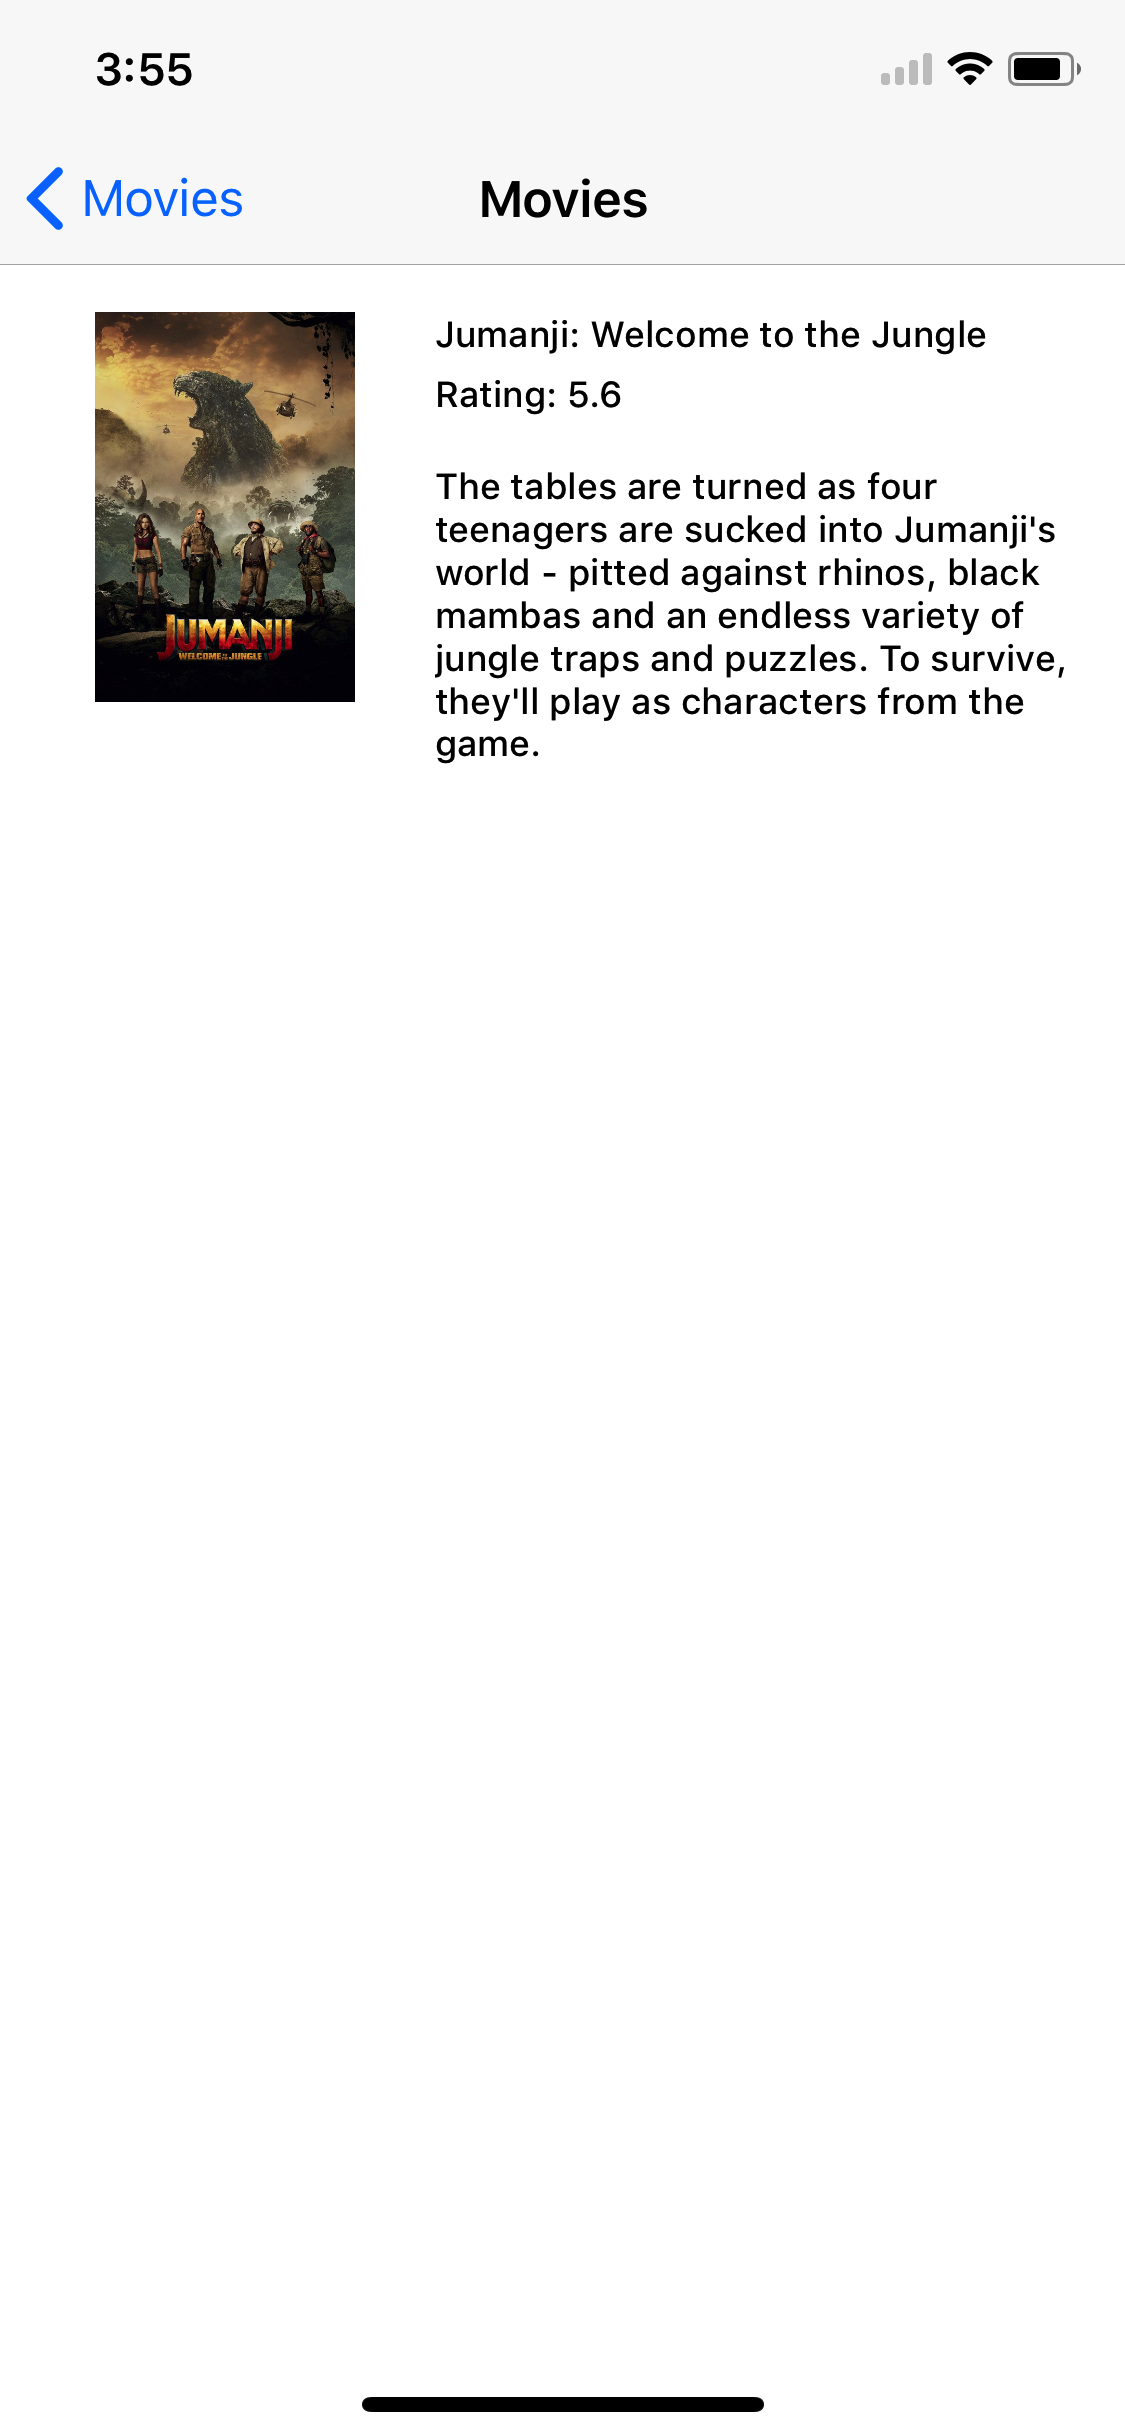 3:55
Movies
Movies
Jumanji: Welcome to the Jungle
Rating: 5.6
The tables are turned as four
teenagers are sucked into Jumanji's
world - pitted against rhinos, black
mambas and an endless variety of
jungle traps and puzzles. To survive,
they'll play as characters from the
game.
JUMANJI
WELCOME TO THE JUNGLE